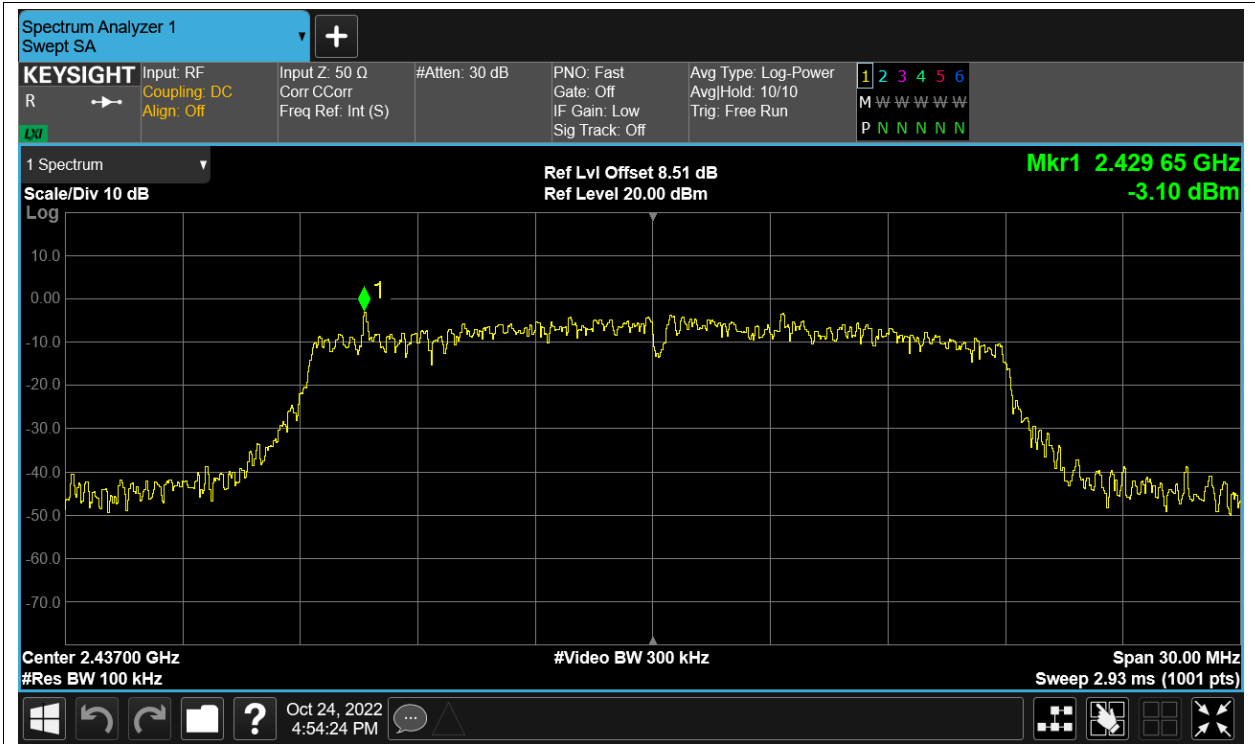 Spectrum Analyzer 1
Swept SA
+
KEYSIGHT
R
LXI
Input: RF
Coupling: DC
Align: Off
Input Z: 50 Ω
Corr CCorr
Freq Ref: Int (S)
#Atten: 30 dB
PNO: Fast
Gate: Off
IF Gain: Low
Sig Track: Off
Avg Type: Log-Power
Avg|Hold: 10/10
Trig: Free Run
1 2 3 4 5 6
M W W W W W
P N N N N N
1 Spectrum
Scale/Div 10 dB
Log
Ref Lvl Offset 8.51 dB
Ref Level 20.00 dBm
Mkr1 2.429 65 GHz
-3.10 dBm
1
10.0
0.00
-10.0
-20.0
-30.0
-40.0
-50.0
-60.0
-70.0
Center 2.43700 GHz
#Res BW 100 kHz
#Video BW 300 kHz
Span 30.00 MHz
Sweep 2.93 ms (1001 pts)
?
Oct 24, 2022
4:54:24 PM